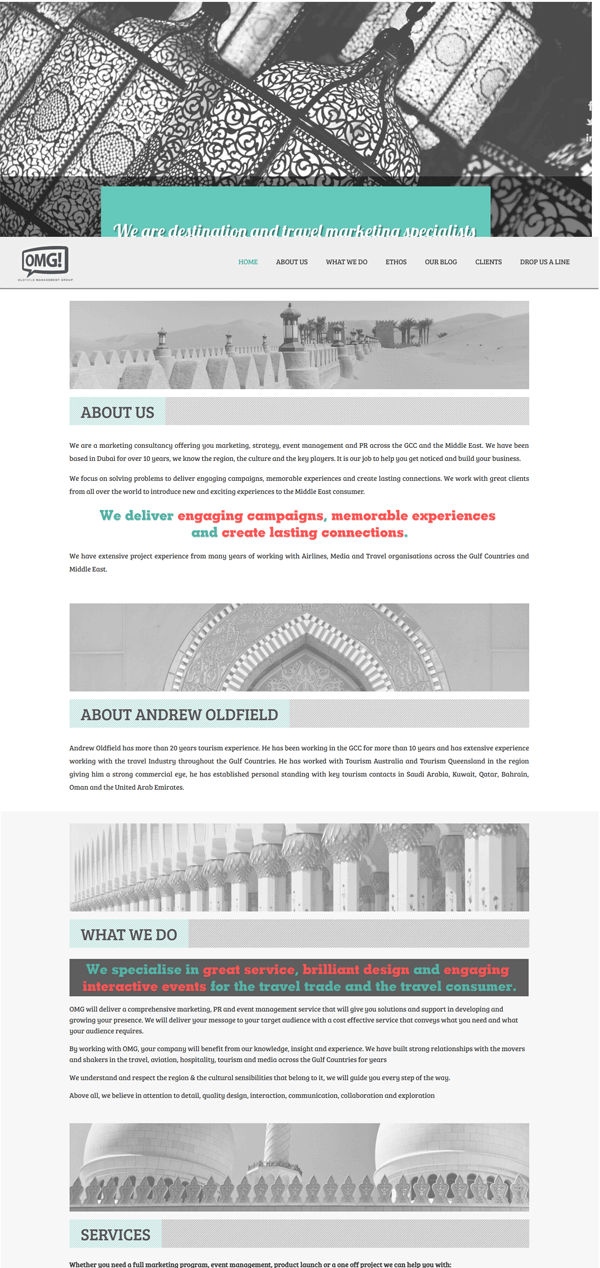 We are destination and travel marketing specialists
OMG!
OLDFIELD MANAGEMENT GROUP
HOME ABOUT US WHAT WE DO ETHOS OUR BLOG CLIENTS DROP US A LINE
ABOUT US
We are a marketing consultancy offering you marketing, strategy, event management and PR across the GCC and the Middle East. We have been
based in Dubai for over 10 years, we know the region, the culture and the key players. It is our job to help you get noticed and build your business.
We focus on solving problems to deliver engaging campaigns, memorable experiences and create lasting connections. We work with great clients
from all over the world to introduce new and exciting experiences to the Middle East consumer.
We deliver engaging campaigns, memorable experiences
and create lasting connections.
We have extensive project experience from many years of working with Airlines, Media and Travel organisations across the Gulf Countries and
Middle East.
ABOUT ANDREW OLDFIELD
Andrew Oldfield has more than 20 years tourism experience. He has been working in the GCC for more than 10 years and has extensive experience
working with the travel Industry throughout the Gulf Countries. He has worked with Tourism Australia and Tourism Queensland in the region
giving him a strong commercial eye, he has established personal standing with key tourism contacts in Saudi Arabia, Kuwait, Qatar, Bahrain,
Oman and the United Arab Emirates.
WHAT WE DO
We specialise in great service, brilliant design and engaging
interactive events for the travel trade and the travel consumer.
OMG will deliver a comprehensive marketing, PR and event management service that will give you solutions and support in developing and
growing your presence. We will deliver your message to your target audience with a cost effective service that conveys what you need and what
your audience requires.
By working with OMG, your company will benefit from our knowledge, insight and experience. We have built strong relationships with the movers
and shakers in the travel, aviation, hospitality, tourism and media across the Gulf Countries for years
We understand and respect the region & the cultural sensibilities that belong to it, we will guide you every step of the way.
Above all, we believe in attention to detail, quality design, interaction, communication, collaboration and exploration
SERVICES
Whether you need a full marketing program, event management, product launch or a one off project we can help you with: